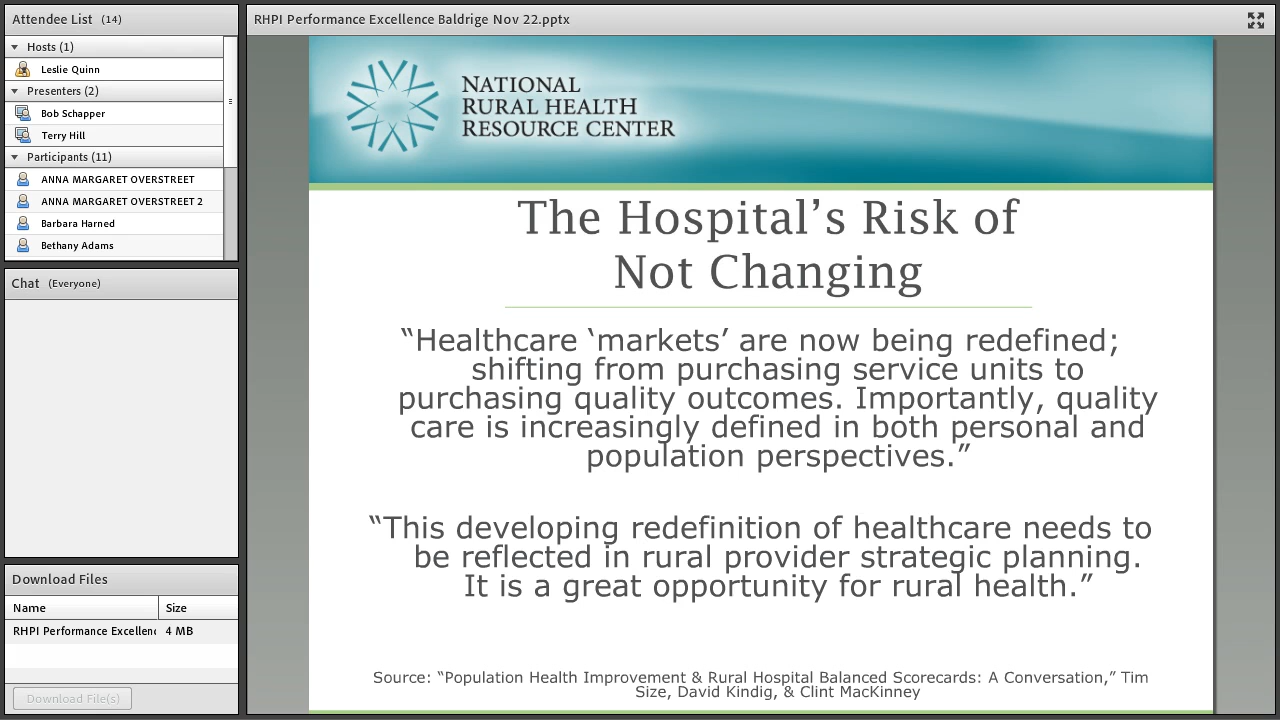 Attendee List (14)
Hosts (1)
Leslie Quinn
Presenters (2)
Bob Schapper
Terry Hill
Participants (11)
ANNA MARGARET OVERSTREET
ANNA MARGARET OVERSTREET 2
Barbara Harned
Bethany Adams
Chat (Everyone)
Download Files
Name Size
RHPI Performance Excellenc 4 MB
Download File(s)
RHPI Performance Excellence Baldrige Nov 22.pptx
NATIONAL
RURAL HEALTH
RESOURCE CENTER
The Hospital’s Risk of
Not Changing
“Healthcare ‘markets’ are now being redefined;
shifting from purchasing service units to
purchasing quality outcomes. Importantly, quality
care is increasingly defined in both personal and
population perspectives.”
“This developing redefinition of healthcare needs to
be reflected in rural provider strategic planning.
It is a great opportunity for rural health.”
Source: “Population Health Improvement & Rural Hospital Balanced Scorecards: A Conversation,” Tim
Size, David Kindig, & Clint MacKinney